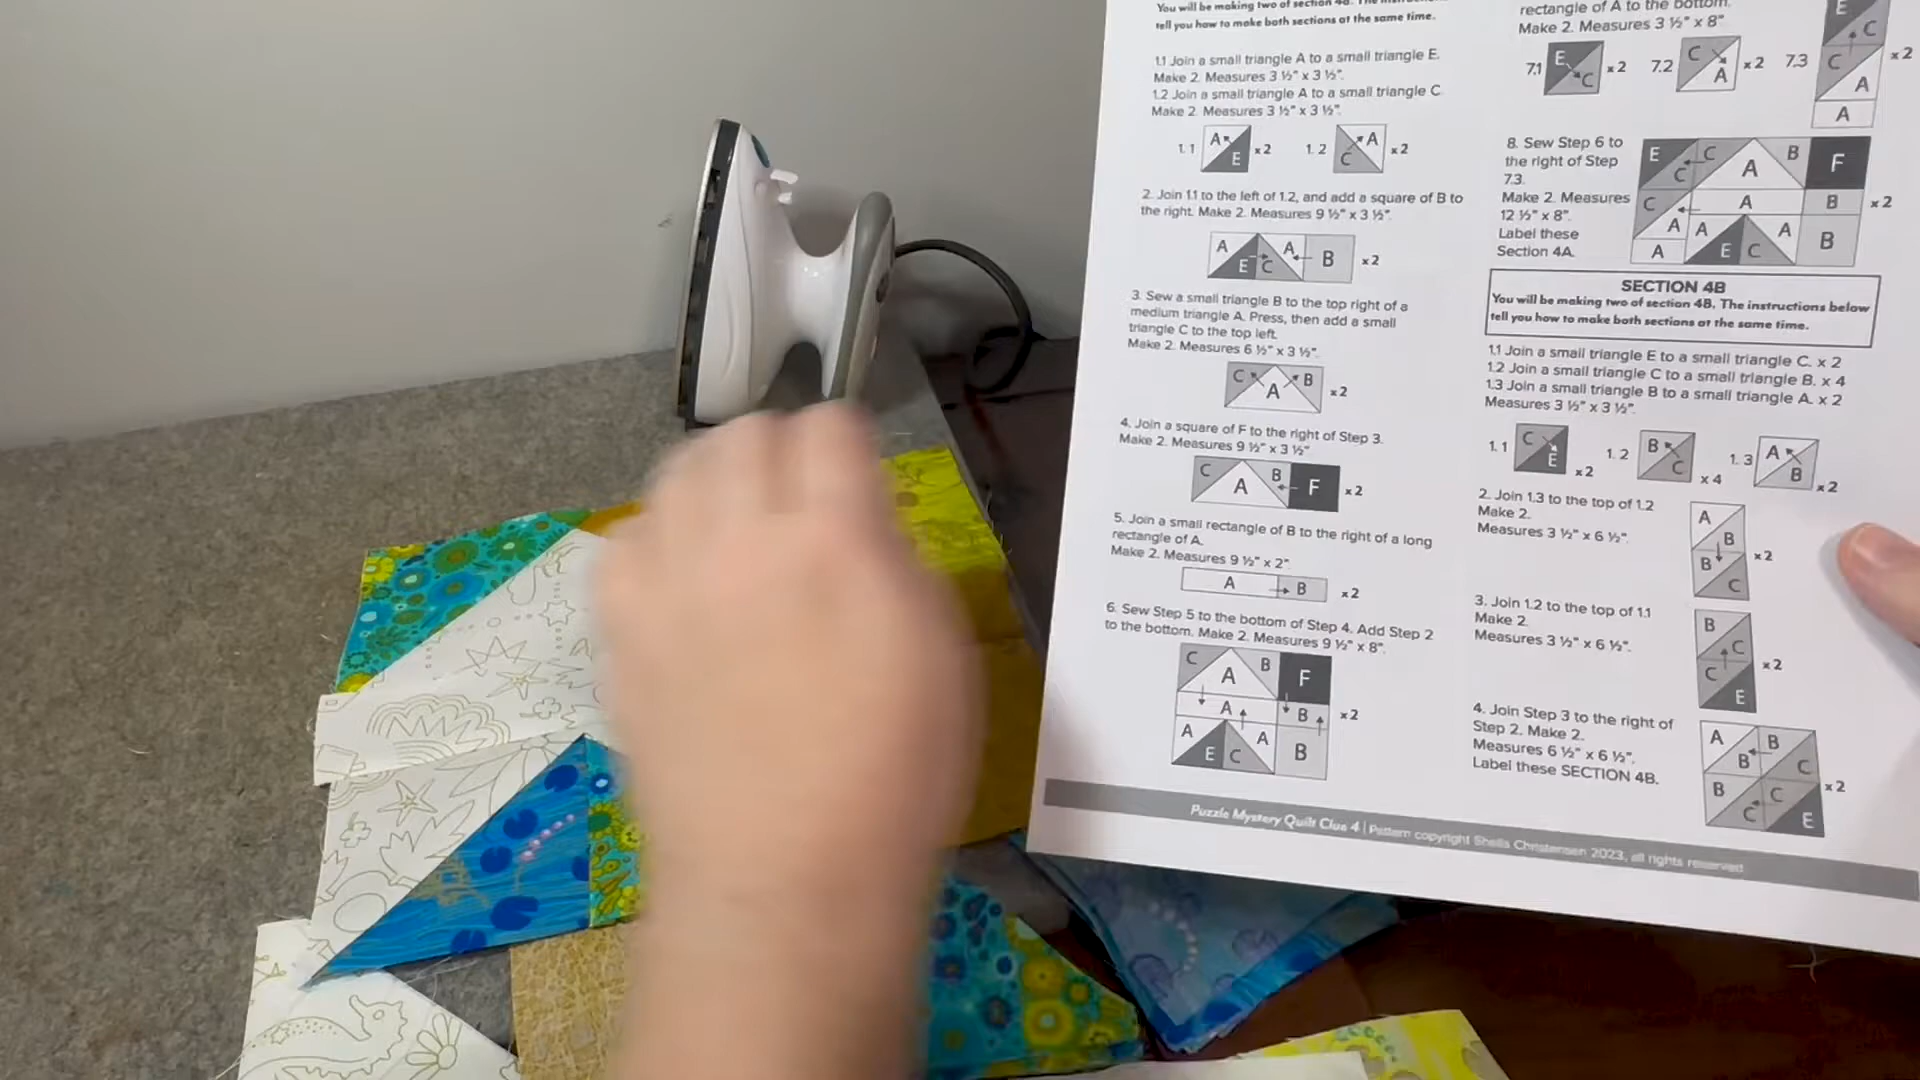 You will be making two of section 4a. The
tell you how to make both sections at the same time.
1.1 Join a small triangle A to a small triangle E.
Make 2. Measures 3 ½" x 3 ½".
1.2 Join a small triangle A to a small triangle C
Make 2. Measures 3 ½" x 3 ½".
1. 1 A E x 2 1. 2 A C x 2
2. Join 1.1 to the left of 1.2, and add a square of B to
the right. Make 2. Measures 9 ½" x 3 ½".
A E C A B x 2
3. Sew a small triangle B to the top right of a
medium triangle A. Press, then add a small
triangle C to the top left.
Make 2. Measures 6 ½" x 3 ½".
C A B x 2
4. Join a square of F to the right of Step 3.
Make 2. Measures 9 ½" x 3 ½"
C A B F x 2
5. Join a small rectangle of B to the right of a long
rectangle of A.
Make 2. Measures 9 ½" x 2".
A B x 2
6. Sew Step 5 to the bottom of Step 4. Add Step 2
to the bottom. Make 2. Measures 9 ½" x 8".
C A B F
A B x 2
A E C A B
rectangle of A to the bottom.
Make 2. Measures 3 ½" x 8"
7.1 E C x 2 7.2 C A x 2 7.3 E C C A A x 2
8. Sew Step 6 to
the right of Step
7.3.
Make 2. Measures
12 ½" x 8".
Label these
Section 4A.
E C C A B F
C A A B x 2
A A E C A B
SECTION 4B
You will be making two of section 4B. The instructions below
tell you how to make both sections at the same time.
1.1 Join a small triangle E to a small triangle C. x 2
1.2 Join a small triangle C to a small triangle B. x 4
1.3 Join a small triangle B to a small triangle A. x 2
Measures 3 ½" x 3 ½".
1. 1 C E x 2 1. 2 B C x 4 1. 3 A B x 2
2. Join 1.3 to the top of 1.2
Make 2.
Measures 3 ½" x 6 ½".
A B B C x 2
3. Join 1.2 to the top of 1.1
Make 2.
Measures 3 ½" x 6 ½".
B C C E x 2
4. Join Step 3 to the right of
Step 2. Make 2.
Measures 6 ½" x 6 ½".
Label these SECTION 4B.
A B B C
B C C E x 2
Puzzle Mystery Quilt Clue 4 | Pattern copyright Sheila Christensen 2023, all rights reserved